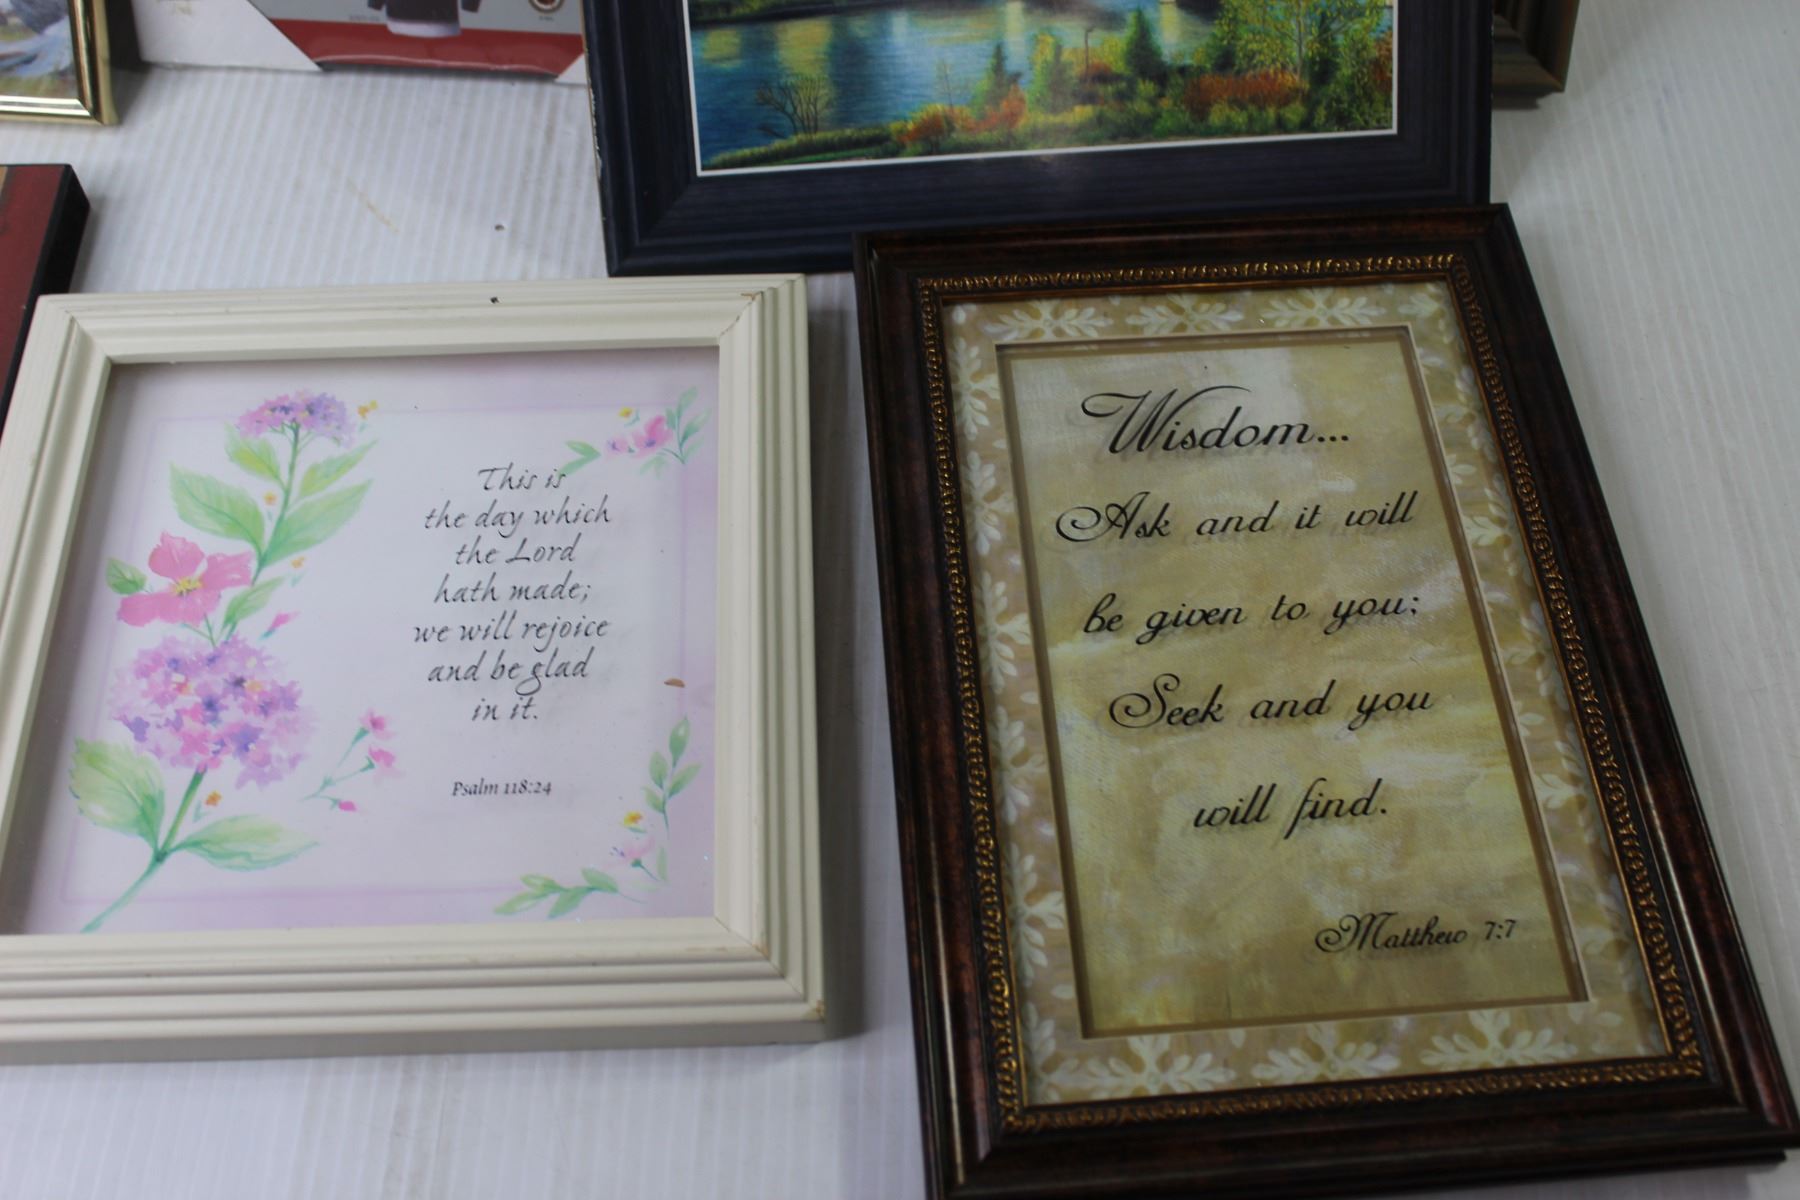 This is
the day which
the Lord
hath made;
we will rejoice
and be glad
in it.
Psalm 118:24
Wisdom...
Ask and it will
be given to you;
Seek and you
will find.
Matthew 7:7